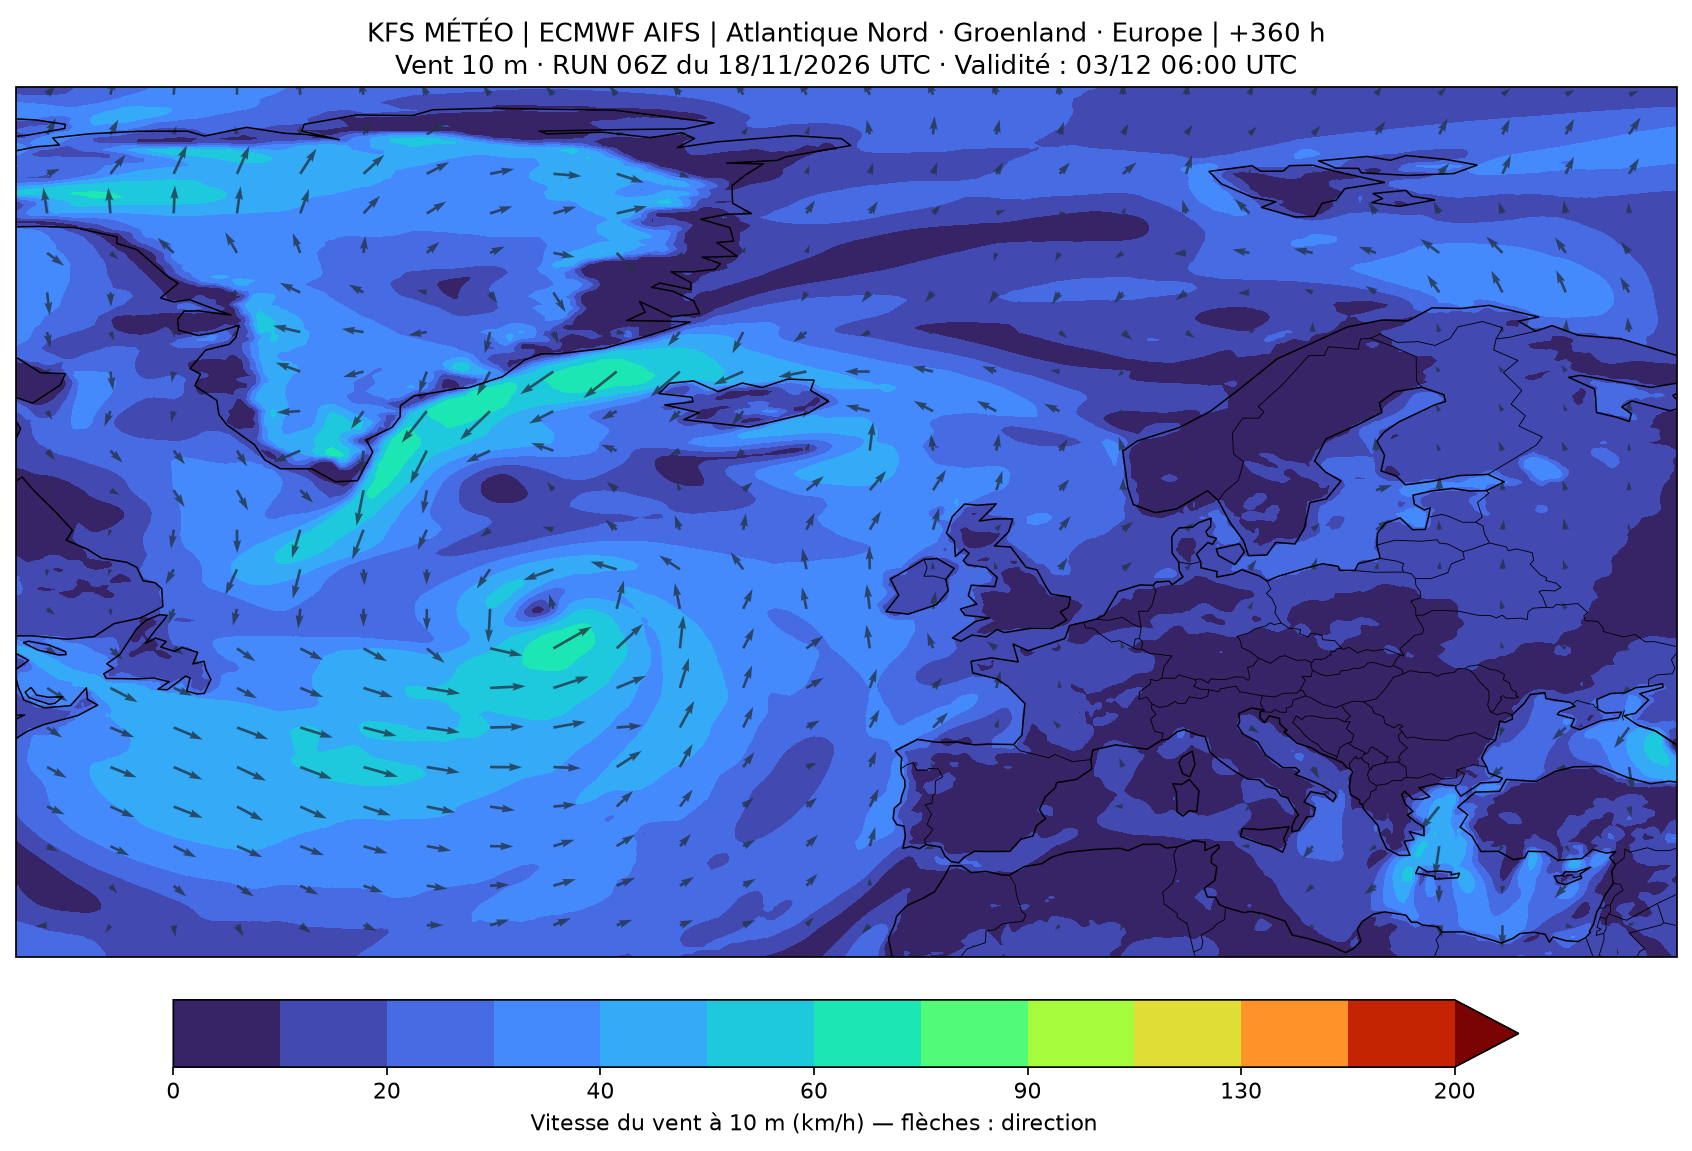 KFS MÉTÉO | ECMWF AIFS | Atlantique Nord · Groenland · Europe | +360 h
Vent 10 m · RUN 06Z du 18/11/2026 UTC · Validité : 03/12 06:00 UTC
0 20 40 60 90 130 200
Vitesse du vent à 10 m (km/h) — flèches : direction